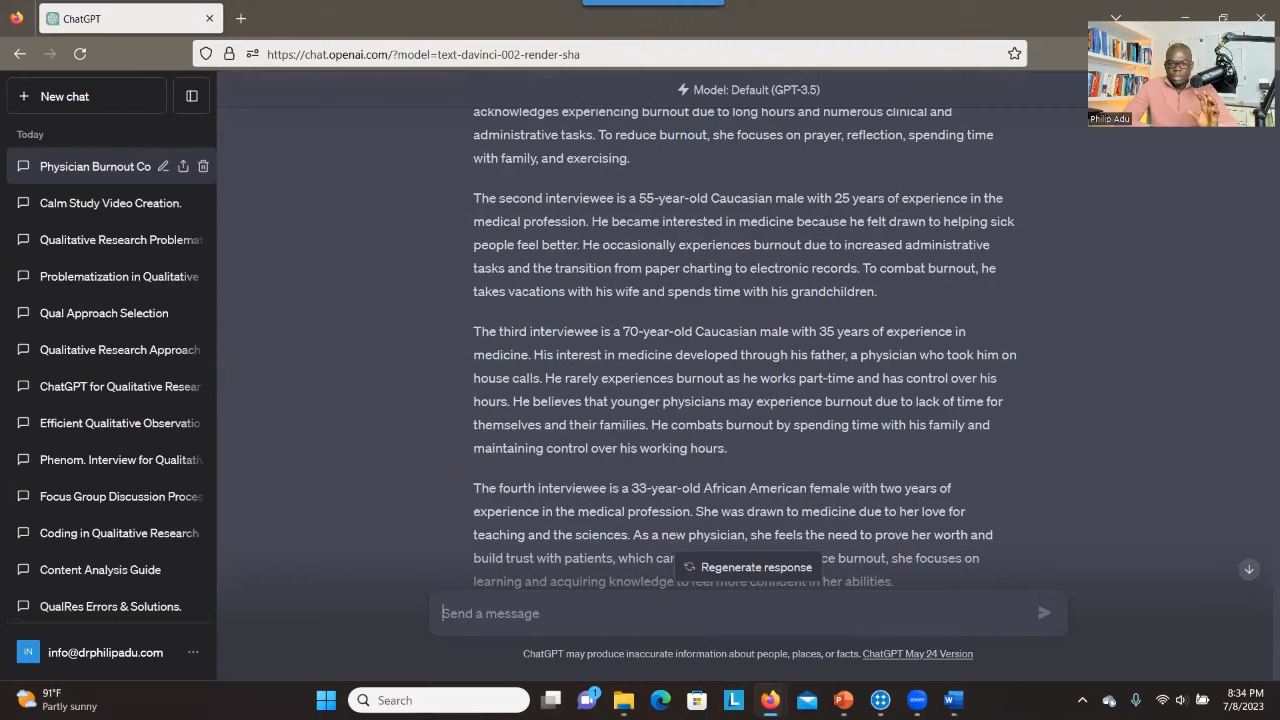 ChatGPT
https://chat.openai.com/?model=text-davinci-002-render-sha
New chat
Today
Physician Burnout Co
Calm Study Video Creation.
Qualitative Research Problemat
Problematization in Qualitative
Qual Approach Selection
Qualitative Research Approach
ChatGPT for Qualitative Resear
Efficient Qualitative Observatio
Phenom. Interview for Qualitati
Focus Group Discussion Proces
Coding in Qualitative Research
Content Analysis Guide
QualRes Errors & Solutions.
IN info@drphilipadu.com
Model: Default (GPT-3.5)
acknowledges experiencing burnout due to long hours and numerous clinical and
administrative tasks. To reduce burnout, she focuses on prayer, reflection, spending time
with family, and exercising.
The second interviewee is a 55-year-old Caucasian male with 25 years of experience in the
medical profession. He became interested in medicine because he felt drawn to helping sick
people feel better. He occasionally experiences burnout due to increased administrative
tasks and the transition from paper charting to electronic records. To combat burnout, he
takes vacations with his wife and spends time with his grandchildren.
The third interviewee is a 70-year-old Caucasian male with 35 years of experience in
medicine. His interest in medicine developed through his father, a physician who took him on
house calls. He rarely experiences burnout as he works part-time and has control over his
hours. He believes that younger physicians may experience burnout due to lack of time for
themselves and their families. He combats burnout by spending time with his family and
maintaining control over his working hours.
The fourth interviewee is a 33-year-old African American female with two years of
experience in the medical profession. She was drawn to medicine due to her love for
teaching and the sciences. As a new physician, she feels the need to prove her worth and
build trust with patients, which can ce burnout, she focuses on
Regenerate response
learning and acquiring knowledge to feel more confident in her abilities.
Send a message
ChatGPT may produce inaccurate information about people, places, or facts. ChatGPT May 24 Version
Philip Adu
91°F
Partly sunny
Search
1
L
P
W
8:34 PM
7/8/2023